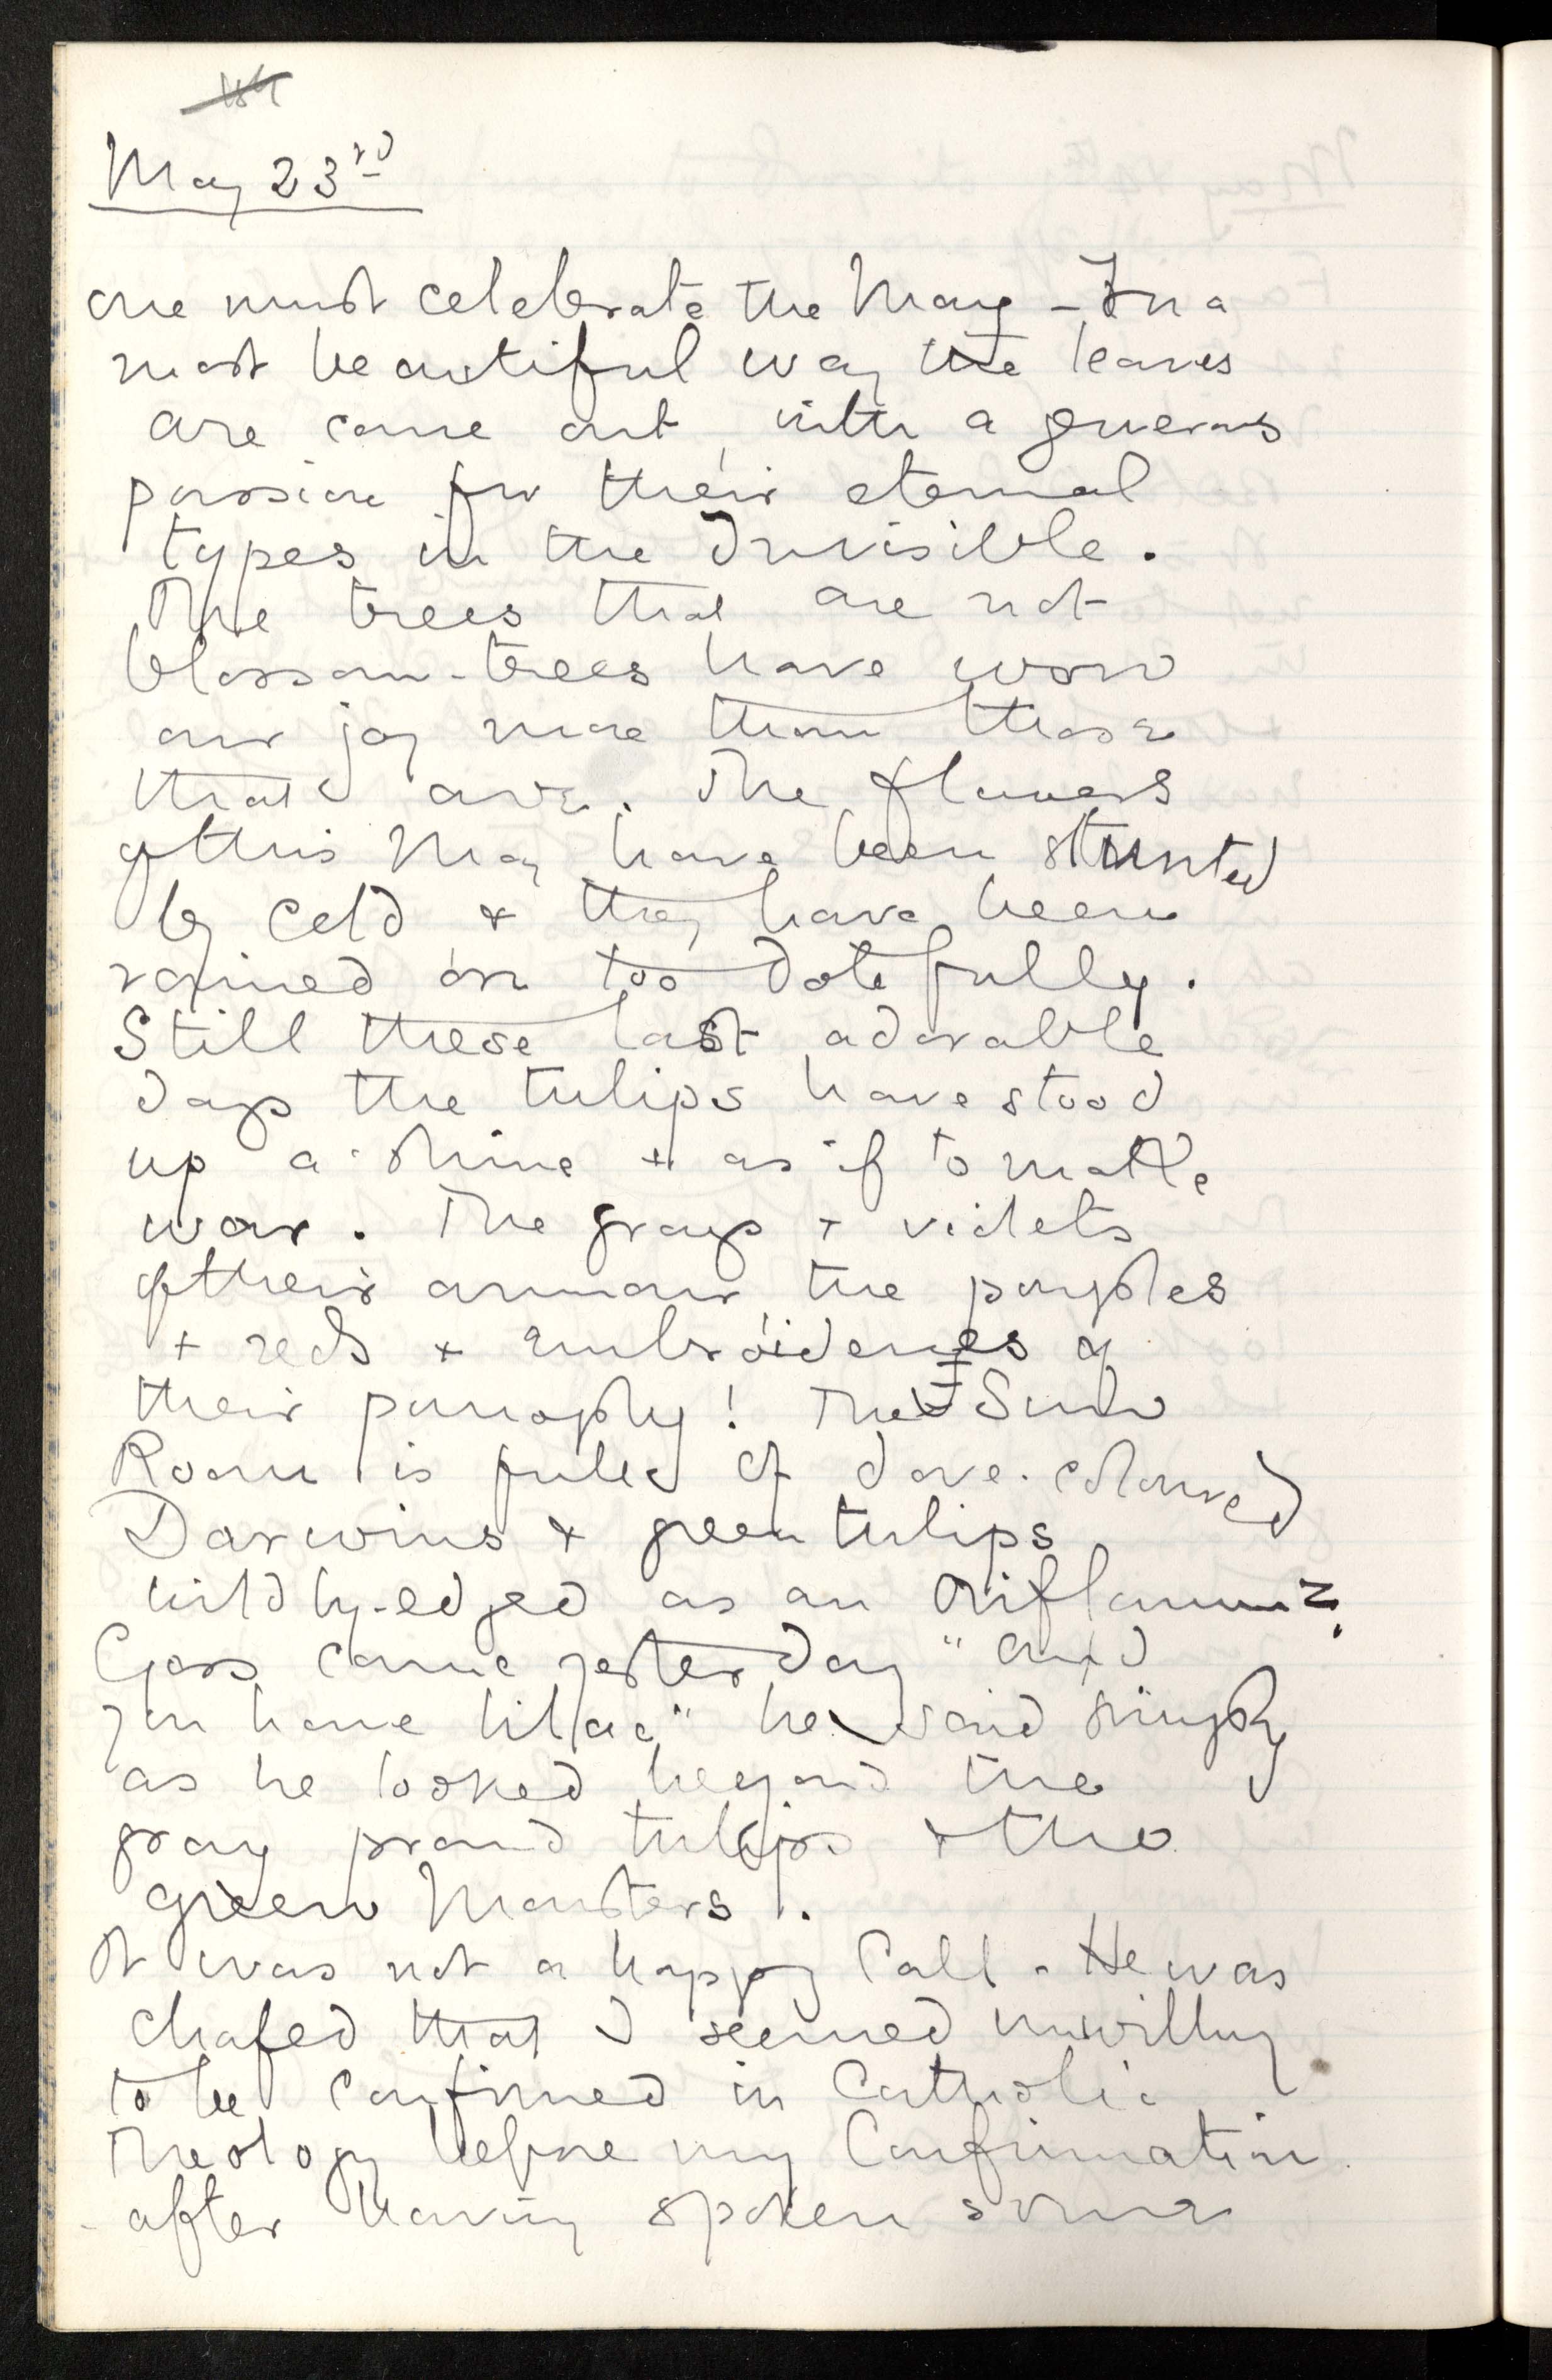 May 23rd
One must celebrate the May - In a
most beautiful way the leaves
are come out, with a generous
passion for their eternal
types in the Invisible.
The trees that are not
blossom-trees have won
our joy more than those
that are. The flowers
of this May have been stunted
by cold & they have been
rained on too dolefully.
Still these last adorable
days the tulips have stood
up a-shine + as if to make
war. The grays + violets
of their armour, the purples
+ reds + embroideries of
their panoply! The Sun
Room is full of dove-coloured
Darwins & green tulips
wildly-edged as an Oriflamme.
Goss came yesterday "And
you have lilac" he said simply
as he looked beyond the
gray proud tulips & the
green Monsters.
It was not a happy Call. He was
chafed that I seemed unwilling
to be confirmed in Catholic
Theology before my Confirmation
after having spoken some